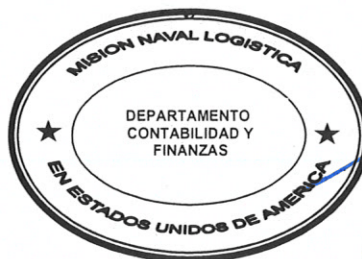 MISION NAVAL LOGISTICA
DEPARTAMENTO
CONTABILIDAD Y
FINANZAS
EN ESTADOS UNIDOS DE AMERICA